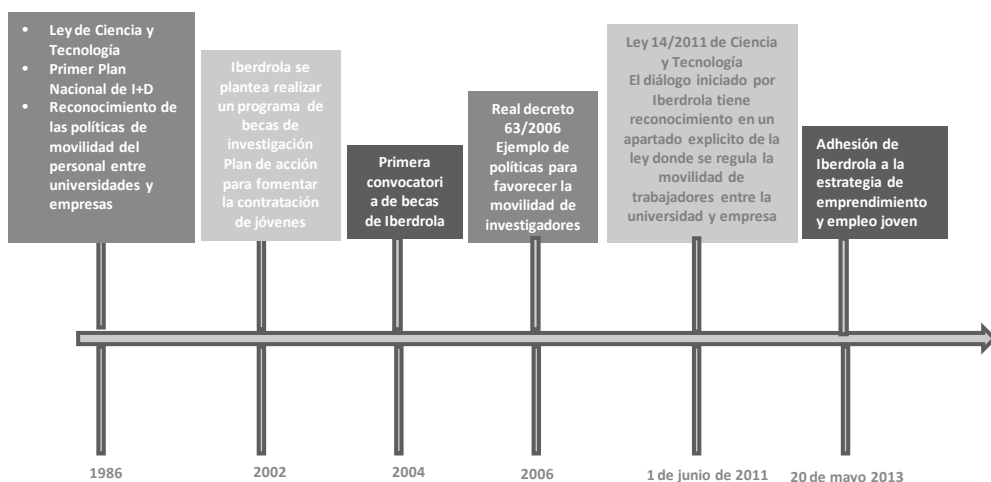 • Ley de Ciencia y
Tecnología
• Primer Plan
Nacional de I+D
• Reconocimiento de
las políticas de
movilidad del
personal entre
universidades y
empresas
Iberdrola se
plantea realizar
un programa de
becas de
investigación
Plan de acción
para fomentar
la contratación
de jóvenes
Primera
convocatori
a de becas
de Iberdrola
Real decreto
63/2006
Ejemplo de
políticas para
favorecer la
movilidad de
investigadores
Ley 14/2011 de Ciencia
y Tecnología
El diálogo iniciado por
Iberdrola tiene
reconocimiento en un
apartado explicito de la
ley donde se regula la
movilidad de
trabajadores entre la
universidad y empresa
Adhesión de
Iberdrola a la
estrategia de
emprendimiento
y empleo joven
1986
2002
2004
2006
1 de junio de 2011
20 de mayo 2013